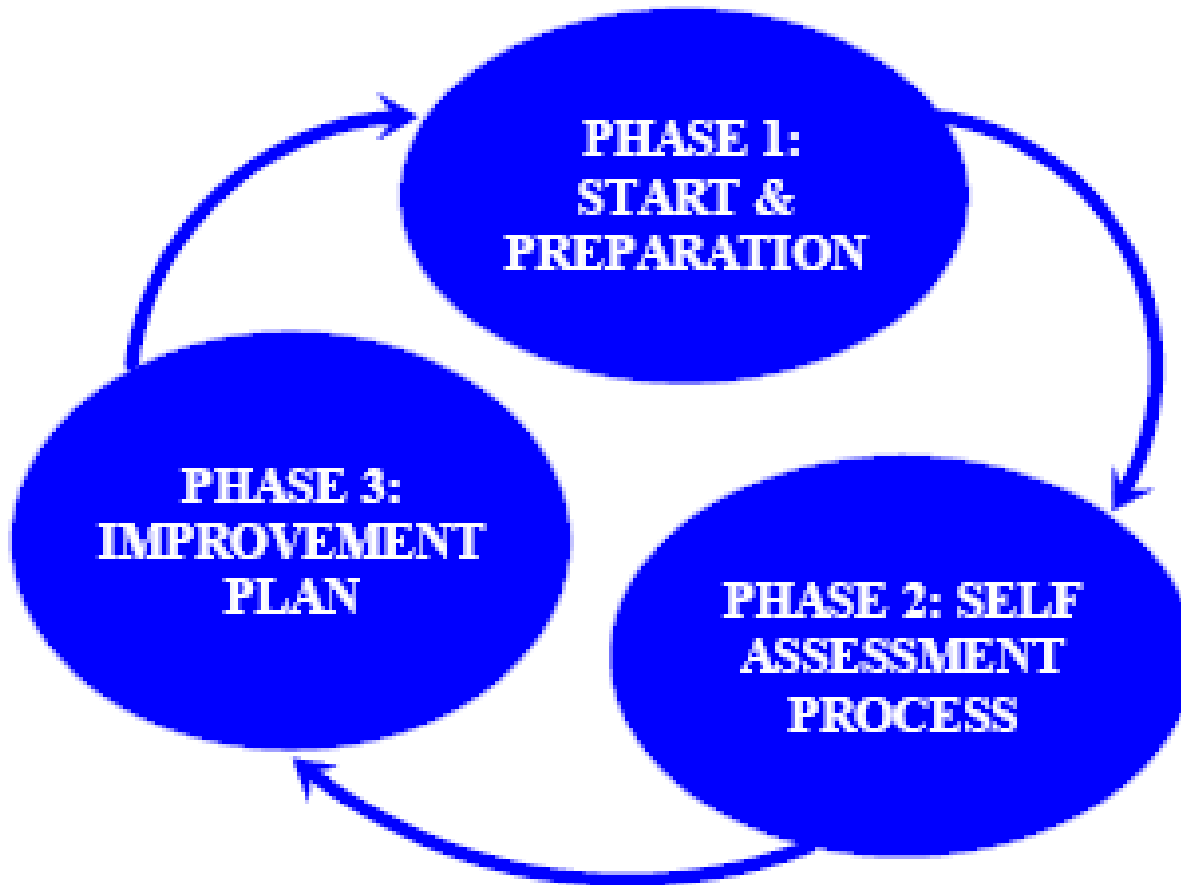 PHASE 1:
START &
PREPARATION
PHASE 2: SELF
ASSESSMENT
PROCESS
PHASE 3:
IMPROVEMENT
PLAN